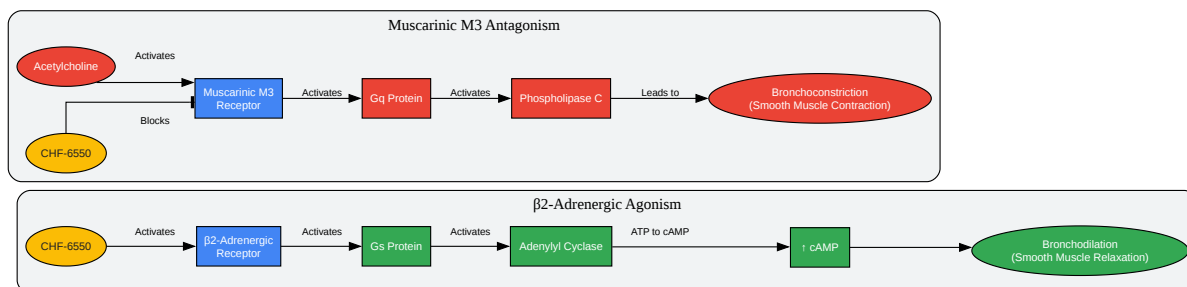 Muscarinic M3 Antagonism
Acetylcholine
Activates
Muscarinic M3
Receptor
Activates
Gq Protein
Activates
Phospholipase C
Leads to
Bronchoconstriction
(Smooth Muscle Contraction)
Blocks
CHF-6550
β2-Adrenergic Agonism
CHF-6550
Activates
β2-Adrenergic
Receptor
Activates
Gs Protein
Activates
Adenylyl Cyclase
ATP to cAMP
↑ cAMP
Bronchodilation
(Smooth Muscle Relaxation)